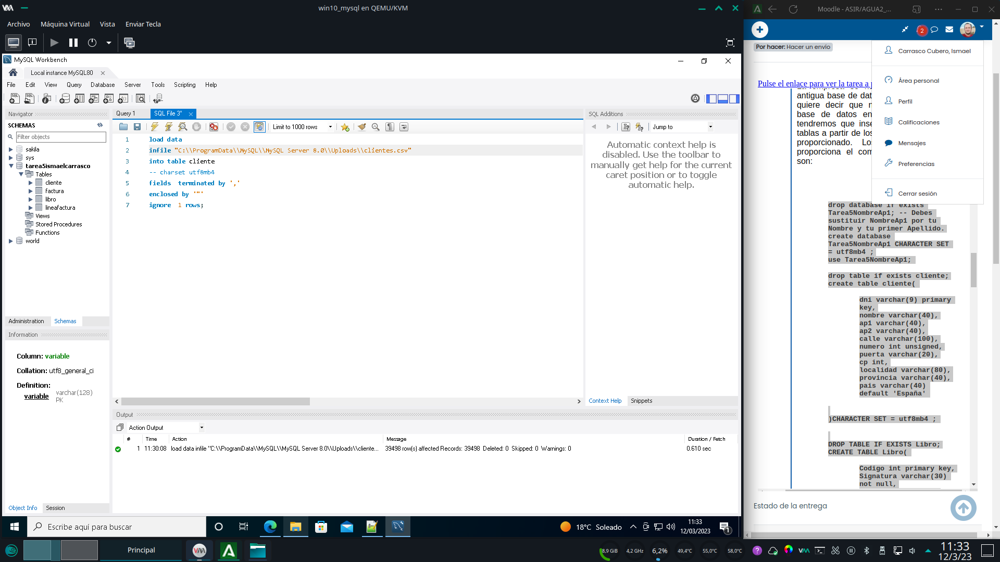 win10_mysql en QEMU/KVM
Archivo Máquina Virtual Vista Enviar Tecla
MySQL Workbench
Local instance MySQL80
File Edit View Query Database Server Tools Scripting Help
Navigator
SCHEMAS
Filter objects
sakila
sys
tarea5ismaelcarrasco
Tables
cliente
factura
libro
lineafactura
Views
Stored Procedures
Functions
world
Administration Schemas
Information
Column: variable
Collation: utf8_general_ci
Definition:
variable varchar(128)
PK
Object Info Session
Query 1 SQL File 3*
Limit to 1000 rows
1 load data
2 infile "C:\\ProgramData\\MySQL\\MySQL Server 8.0\\Uploads\\clientes.csv"
3 into table cliente
4 -- charset utf8mb4
5 fields  terminated by ','
6 enclosed by '"'
7 ignore  1 rows;
SQL Additions
Jump to
Automatic context help is
disabled. Use the toolbar to
manually get help for the current
caret position or to toggle
automatic help.
Context Help Snippets
Output
Action Output
# Time Action Message Duration / Fetch
1 11:30:08 load data infile "C:\\ProgramData\\MySQL\\MySQL Server 8.0\\Uploads\\cliente... 39498 row(s) affected Records: 39498  Deleted: 0  Skipped: 0  Warnings: 0 0.610 sec
Escribe aquí para buscar
18°C Soleado
11:33
12/03/2023
1
Principal
8,9 GiB 4,2 GHz 6,2% 49,4°C 55,0°C 58,0°C
11:33
12/3/23
Moodle - ASIR/AGUA2_...
2
Por hacer: Hacer un envío
Carrasco Cubero, Ismael
Área personal
Perfil
Calificaciones
Mensajes
Preferencias
Cerrar sesión
Pulse el enlace para ver la tarea a
antigua base de dat
quiere decir que
base de datos en
tendremos que inse
tablas a partir de los
proporcionado. Lo
proporciona el com
son:
drop database if exists
Tarea5NombreAp1; -- Debes
sustituir NombreAp1 por tu
Nombre y tu primer Apellido.
create database
Tarea5NombreAp1 CHARACTER SET
= utf8mb4 ;
use Tarea5NombreAp1;
drop table if exists cliente;
create table cliente(
dni varchar(9) primary
key,
nombre varchar(40),
ap1 varchar(40),
ap2 varchar(40),
calle varchar(100),
numero int unsigned,
puerta varchar(20),
cp int,
localidad varchar(80),
provincia varchar(40),
pais varchar(40)
default 'España'
)CHARACTER SET = utf8mb4 ;
DROP TABLE IF EXISTS Libro;
CREATE TABLE Libro(
Codigo int primary key,
Signatura varchar(30)
not null,
Estado de la entrega